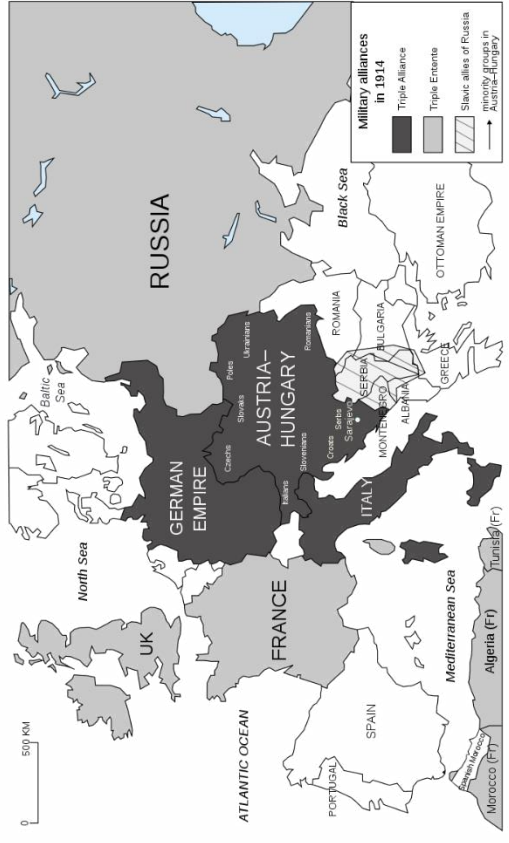 Military alliances
in 1914
Triple Alliance
Triple Entente
Slavic allies of Russia
minority groups in
Austria–Hungary
0
500 KM
North Sea
Baltic
Sea
RUSSIA
UK
GERMAN
EMPIRE
ATLANTIC OCEAN
FRANCE
AUSTRIA–
HUNGARY
Poles
Ukrainians
Czechs
Slovaks
Slovenians
Romanians
Italians
Croats
Serbs
Sarajevo
ROMANIA
Black Sea
SERBIA
BULGARIA
MONTENEGRO
ALBANIA
GREECE
OTTOMAN EMPIRE
ITALY
PORTUGAL
SPAIN
Mediterranean Sea
Spanish Morocco
Morocco (Fr)
Algeria (Fr)
Tunisia (Fr)